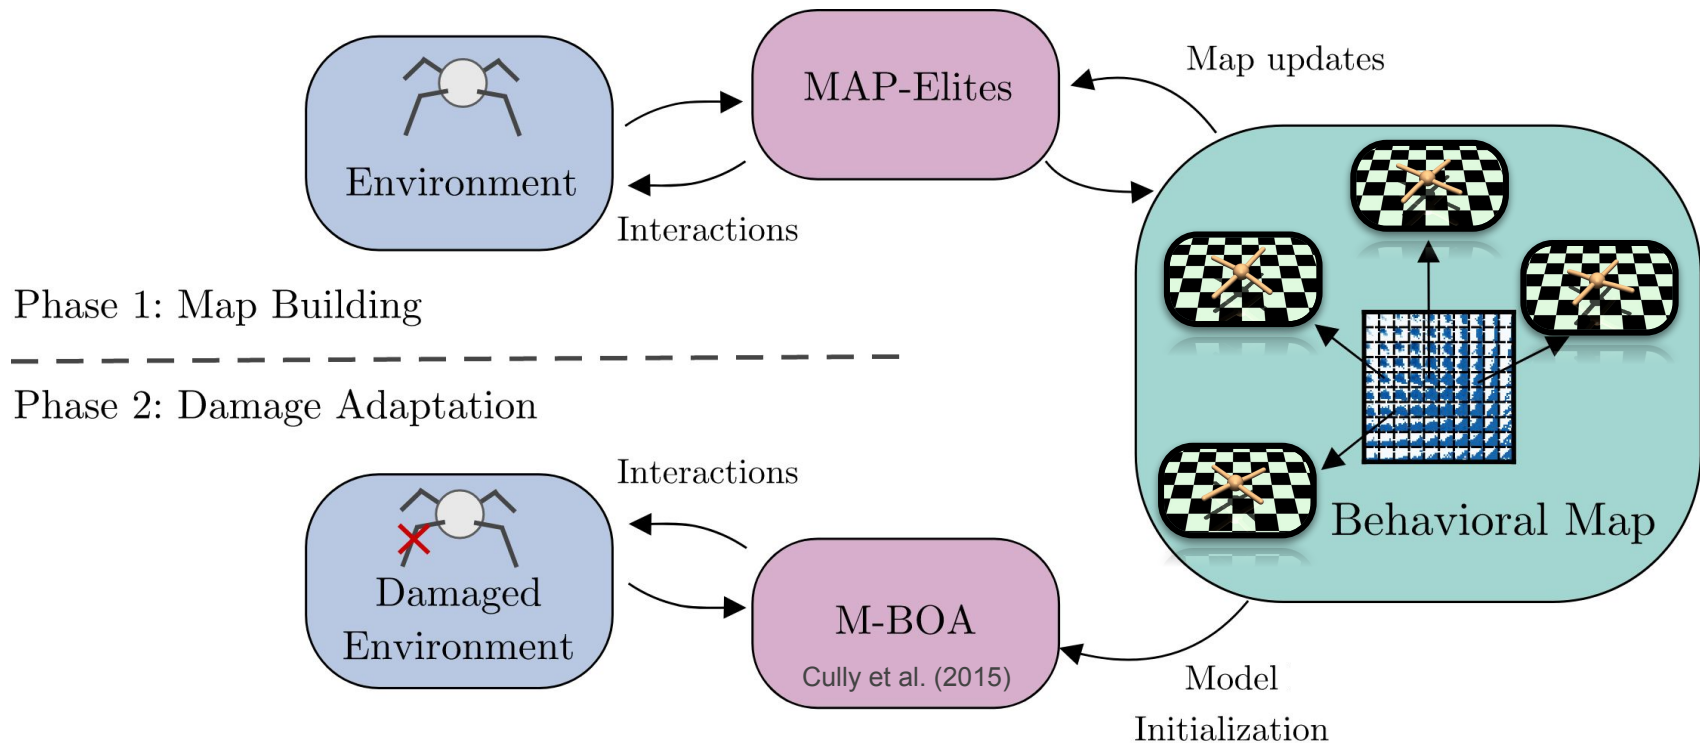 MAP-Elites
Map updates
Environment
Interactions
Phase 1: Map Building
Phase 2: Damage Adaptation
Interactions
Behavioral Map
Damaged
Environment
M-BOA
Cully et al. (2015)
Model
Initialization